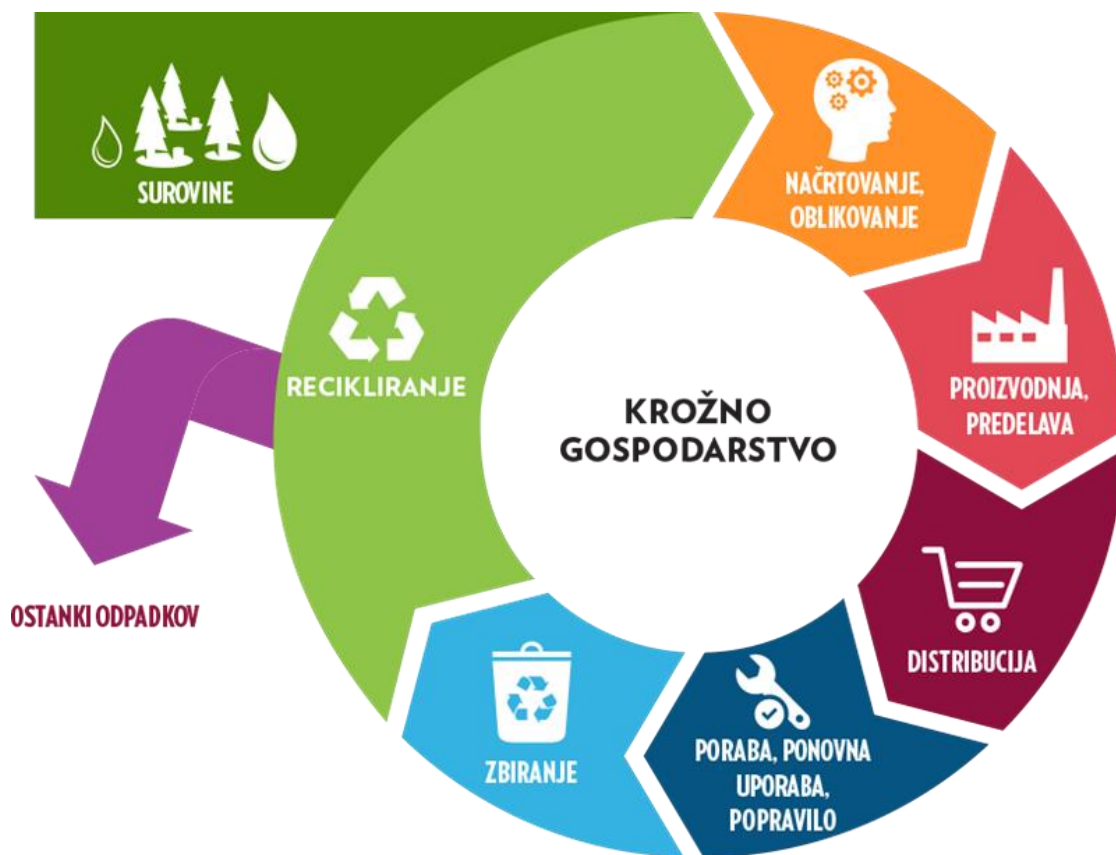 SUROVINE
NAČRTOVANJE,
OBLIKOVANJE
RECIKLIRANJE
PROIZVODNJA,
PREDELAVA
KROŽNO
GOSPODARSTVO
OSTANKI ODPADKOV
DISTRIBUCIJA
ZBIRANJE
PORABA, PONOVNA
UPORABA,
POPRAVILO